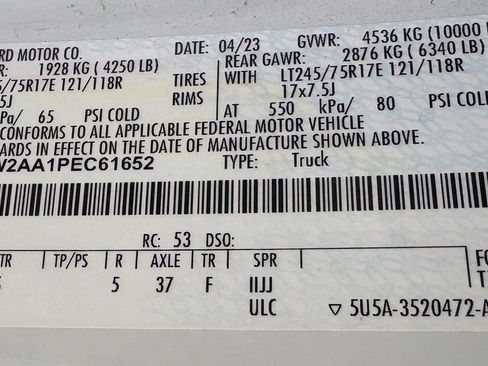 RD MOTOR CO. DATE: 04/23 GVWR: 4536 KG (10000
R: 1928 KG ( 4250 LB) REAR GAWR: 2876 KG ( 6340 LB)
/75R17E 121/118R TIRES WITH LT245/75R17E 121/118R
5J RIMS 17x7.5J
kPa/ 65 PSI COLD AT 550 kPa/ 80 PSI COLD
CONFORMS TO ALL APPLICABLE FEDERAL MOTOR VEHICLE
ARDS IN EFFECT ON THE DATE OF MANUFACTURE SHOWN ABOVE.
W2AA1PEC61652 TYPE: Truck
RC: 53 DSO:
TR TP/PS R AXLE TR SPR
5 37 F IIJJ
ULC ▽ 5U5A-3520472-A